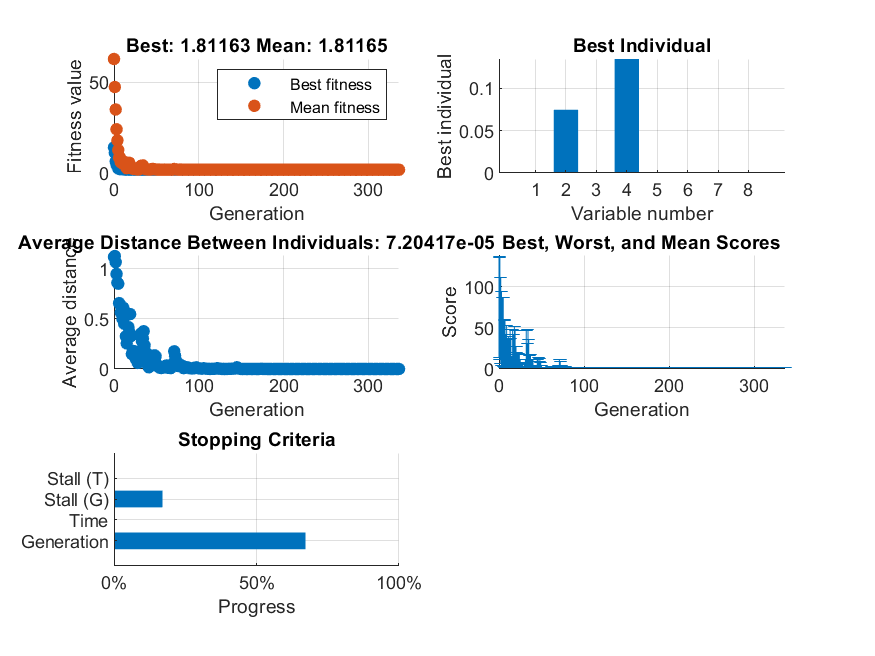 Best: 1.81163 Mean: 1.81165
Fitness value
50
0
0 100 200 300
Generation
Best fitness
Mean fitness
Best Individual
Best individual
0.1
0.05
0
1 2 3 4 5 6 7 8
Variable number
Average Distance Between Individuals: 7.20417e-05
Average distance
1
0.5
0
0 100 200 300
Generation
Best, Worst, and Mean Scores
Score
100
50
0
0 100 200 300
Generation
Stopping Criteria
Stall (T)
Stall (G)
Time
Generation
0% 50% 100%
Progress